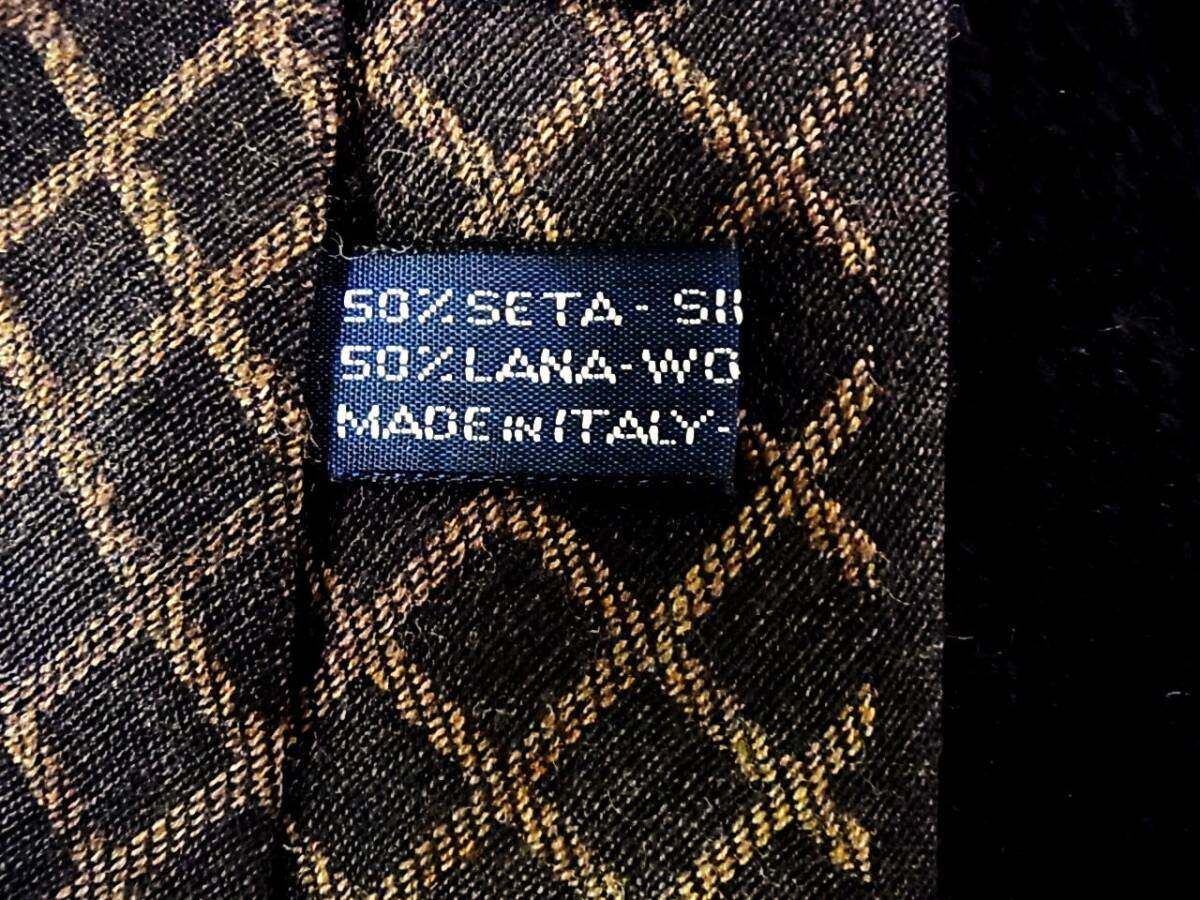 50% SETA - SI
50% LANA-WO
MADE IN ITALY-